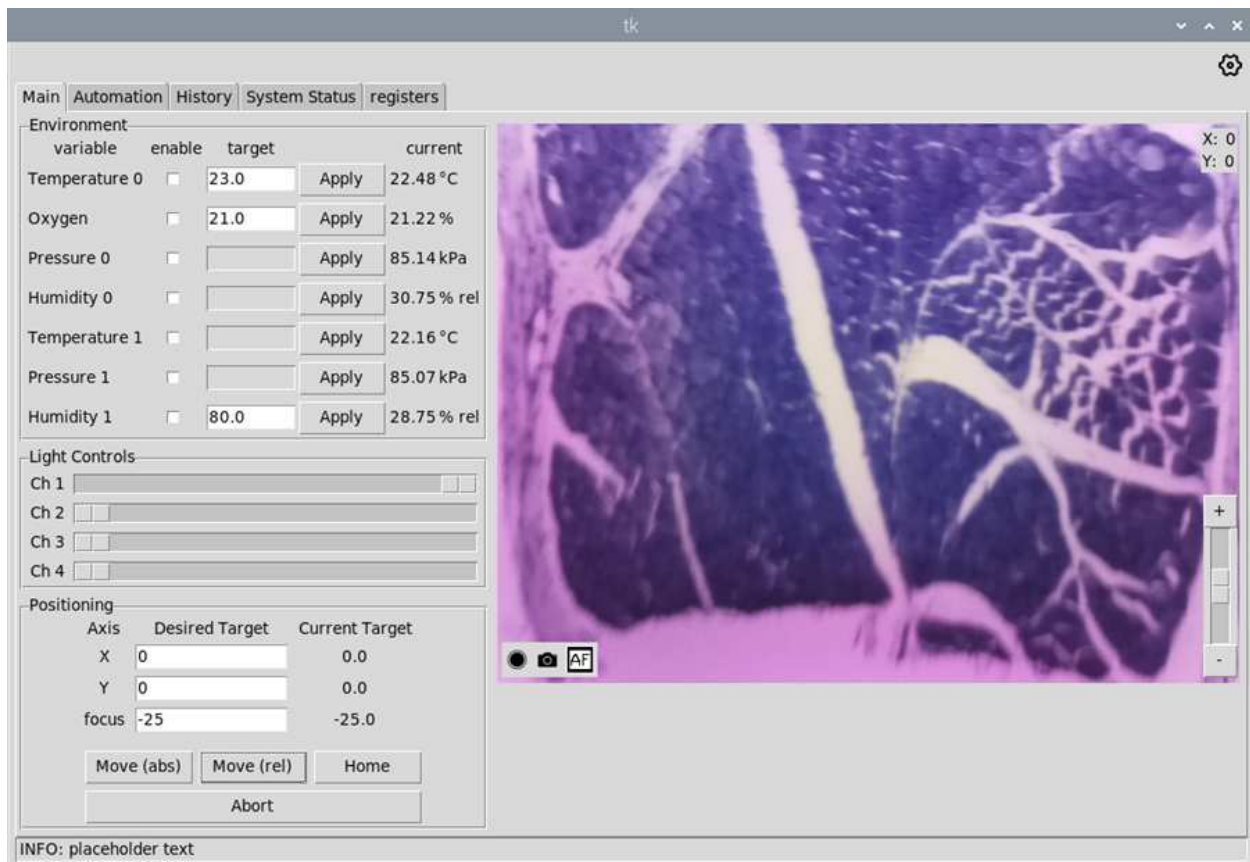 tk
Main Automation History System Status registers
Environment
variable enable target current
Temperature 0 23.0 Apply 22.48 °C
Oxygen 21.0 Apply 21.22 %
Pressure 0 Apply 85.14 kPa
Humidity 0 Apply 30.75 % rel
Temperature 1 Apply 22.16 °C
Pressure 1 Apply 85.07 kPa
Humidity 1 80.0 Apply 28.75 % rel
Light Controls
Ch 1
Ch 2
Ch 3
Ch 4
Positioning
Axis Desired Target Current Target
X 0 0.0
Y 0 0.0
focus -25 -25.0
Move (abs) Move (rel) Home
Abort
X: 0
Y: 0
+
-
AF
INFO: placeholder text